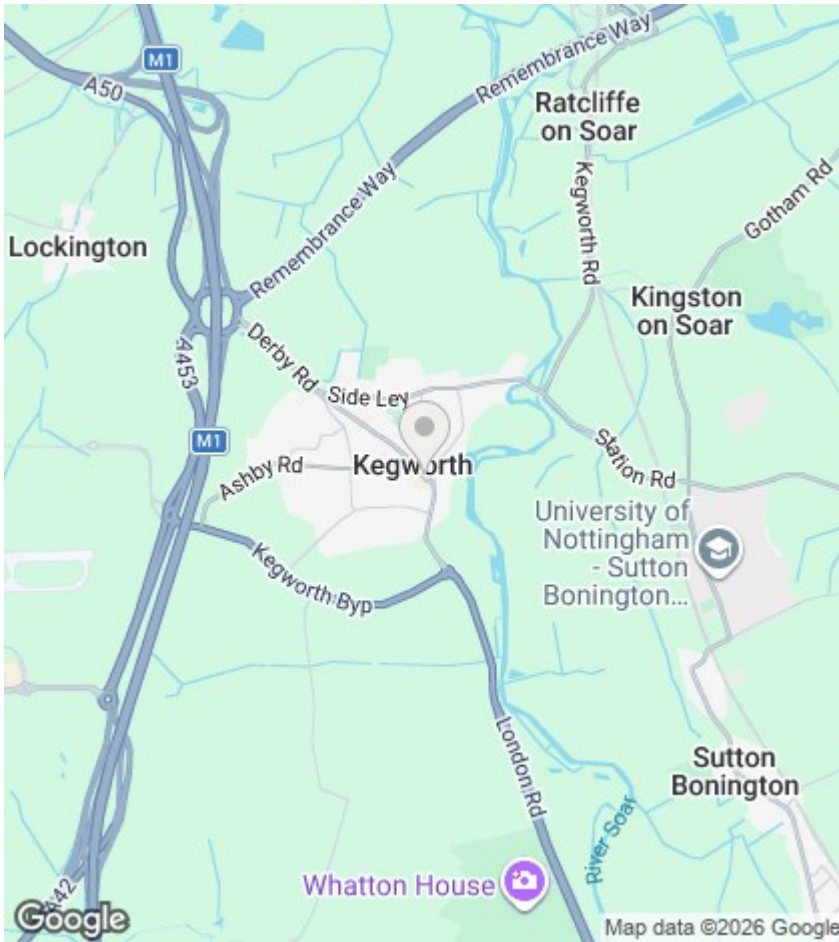 M1
Remembrance Way
A50
Ratcliffe
on Soar
Kegworth Rd
Gotham Rd
Lockington
Remembrance Way
Kingston
on Soar
Derby Rd
A453
Side Ley
M1
Ashby Rd
Kegworth
Station Rd
University of
Nottingham
- Sutton
Bonington...
Kegworth Byp
London Rd
Sutton
Bonington
River Soar
Whatton House
A42
Google
Map data ©2026 Google